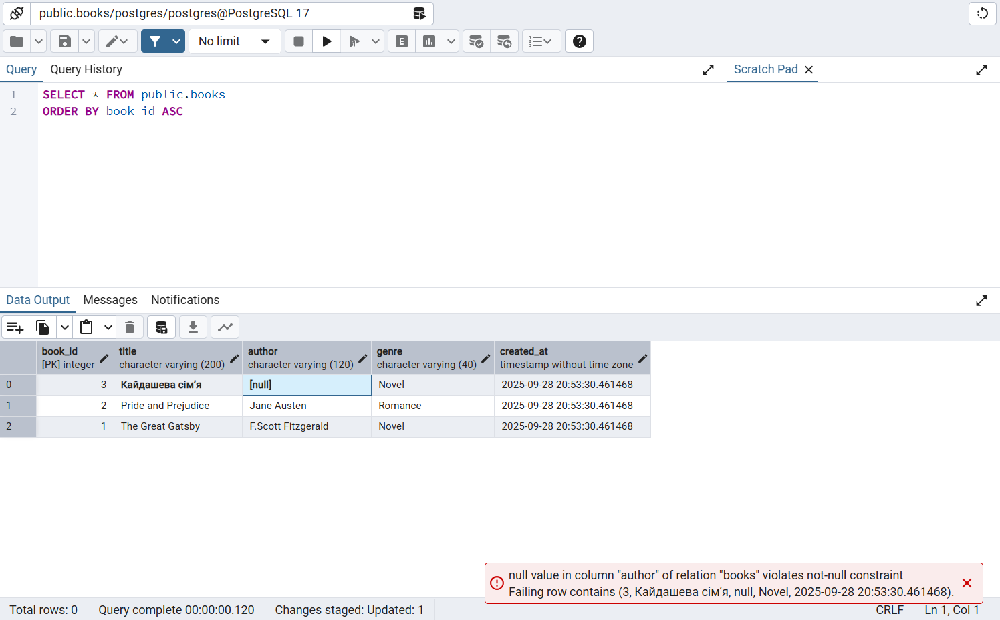 public.books/postgres/postgres@PostgreSQL 17
No limit
E
Query
Query History
Scratch Pad
1 SELECT * FROM public.books
2 ORDER BY book_id ASC
Data Output
Messages
Notifications
book_id title author genre created_at
[PK] integer character varying (200) character varying (120) character varying (40) timestamp without time zone
0 3 Кайдашева сім’я [null] Novel 2025-09-28 20:53:30.461468
1 2 Pride and Prejudice Jane Austen Romance 2025-09-28 20:53:30.461468
2 1 The Great Gatsby F.Scott Fitzgerald Novel 2025-09-28 20:53:30.461468
null value in column "author" of relation "books" violates not-null constraint
Failing row contains (3, Кайдашева сім’я, null, Novel, 2025-09-28 20:53:30.461468).
Total rows: 0
Query complete 00:00:00.120
Changes staged: Updated: 1
CRLF
Ln 1, Col 1